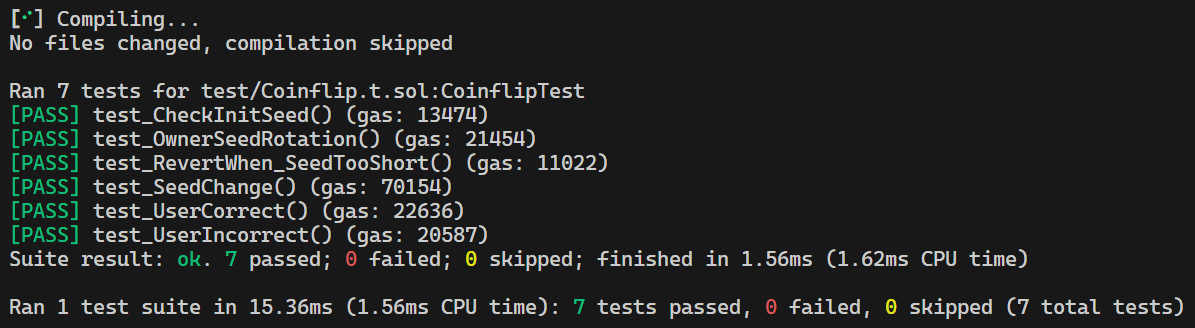 [⠊] Compiling...
No files changed, compilation skipped

Ran 7 tests for test/Coinflip.t.sol:CoinflipTest
[PASS] test_CheckInitSeed() (gas: 13474)
[PASS] test_OwnerSeedRotation() (gas: 21454)
[PASS] test_RevertWhen_SeedTooShort() (gas: 11022)
[PASS] test_SeedChange() (gas: 70154)
[PASS] test_UserCorrect() (gas: 22636)
[PASS] test_UserIncorrect() (gas: 20587)
Suite result: ok. 7 passed; 0 failed; 0 skipped; finished in 1.56ms (1.62ms CPU time)

Ran 1 test suite in 15.36ms (1.56ms CPU time): 7 tests passed, 0 failed, 0 skipped (7 total tests)